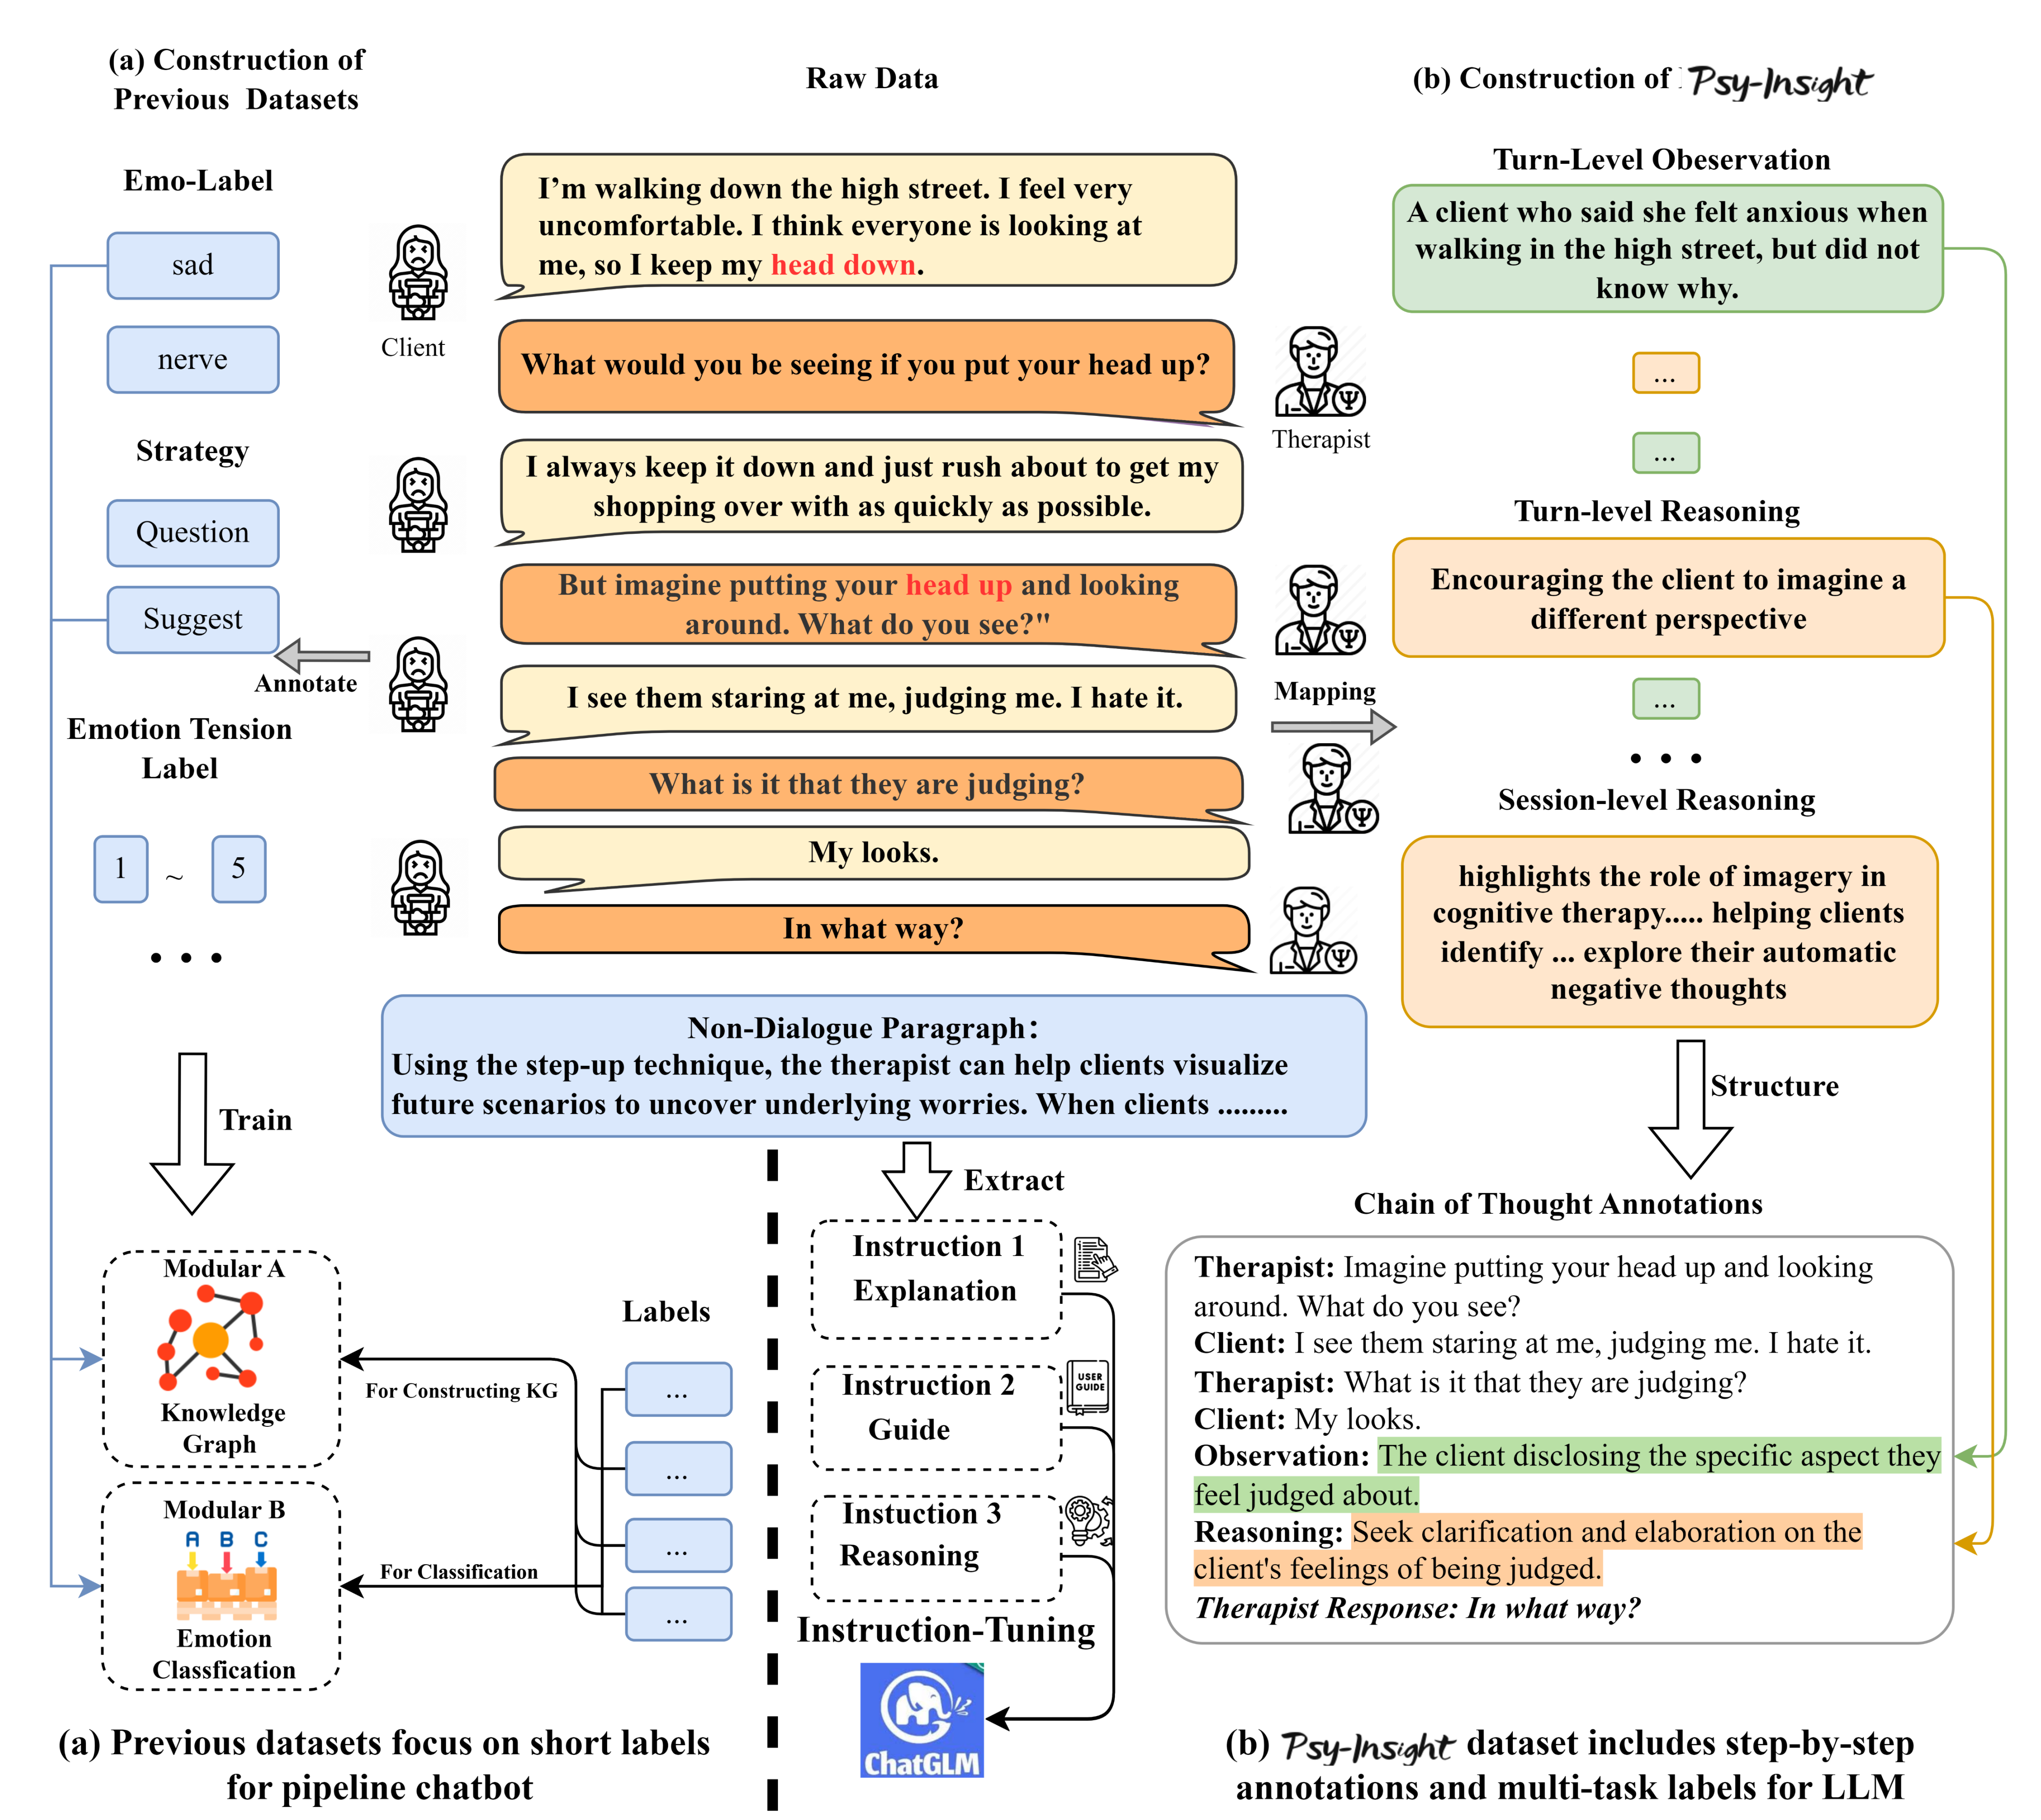 (a) Construction of
Previous Datasets
Raw Data
(b) Construction of Psy-Insight
Emo-Label
sad
nerve
Strategy
Question
Suggest
Annotate
Emotion Tension
Label
1 ~ 5
...
Train
Client
I'm walking down the high street. I feel very
uncomfortable. I think everyone is looking at
me, so I keep my head down.
What would you be seeing if you put your head up?
Therapist
I always keep it down and just rush about to get my
shopping over with as quickly as possible.
But imagine putting your head up and looking
around. What do you see?"
I see them staring at me, judging me. I hate it.
What is it that they are judging?
My looks.
In what way?
Mapping
Non-Dialogue Paragraph:
Using the step-up technique, the therapist can help clients visualize
future scenarios to uncover underlying worries. When clients .........
Turn-Level Obeservation
A client who said she felt anxious when
walking in the high street, but did not
know why.
...
...
Turn-level Reasoning
Encouraging the client to imagine a
different perspective
...
...
Session-level Reasoning
highlights the role of imagery in
cognitive therapy..... helping clients
identify ... explore their automatic
negative thoughts
Structure
Modular A
Knowledge
Graph
Modular B
A B C
Emotion
Classfication
For Constructing KG
For Classification
Labels
...
...
...
...
Extract
Instruction 1
Explanation
Instruction 2
Guide
USER
GUIDE
Instuction 3
Reasoning
Instruction-Tuning
ChatGLM
Chain of Thought Annotations
Therapist: Imagine putting your head up and looking
around. What do you see?
Client: I see them staring at me, judging me. I hate it.
Therapist: What is it that they are judging?
Client: My looks.
Observation: The client disclosing the specific aspect they
feel judged about.
Reasoning: Seek clarification and elaboration on the
client's feelings of being judged.
Therapist Response: In what way?
(a) Previous datasets focus on short labels
for pipeline chatbot
(b) Psy-Insight dataset includes step-by-step
annotations and multi-task labels for LLM